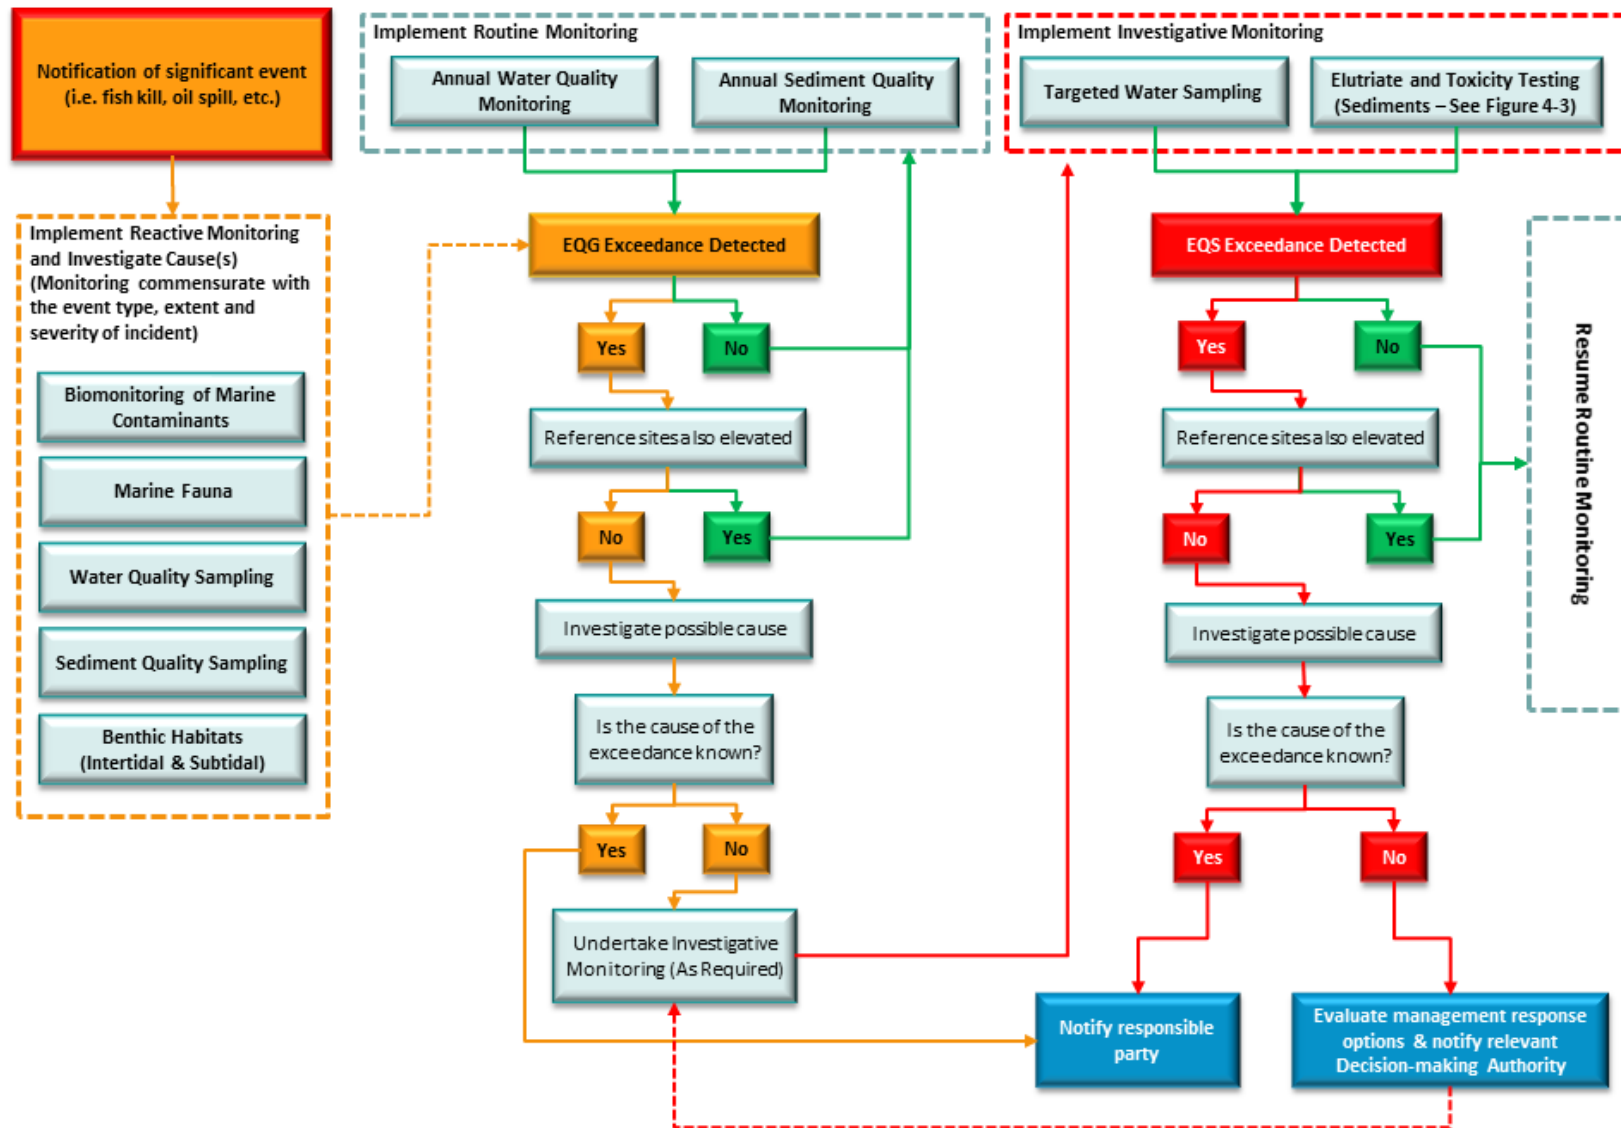 Notification of significant event
(i.e. fish kill, oil spill, etc.)
Implement Reactive Monitoring
and Investigate Cause(s)
(Monitoring commensurate with
the event type, extent and
severity of incident)
Biomonitoring of Marine
Contaminants
Marine Fauna
Water Quality Sampling
Sediment Quality Sampling
Benthic Habitats
(Intertidal & Subtidal)
Implement Routine Monitoring
Annual Water Quality
Monitoring
Annual Sediment Quality
Monitoring
EQG Exceedance Detected
Yes
No
Reference sites also elevated
No
Yes
Investigate possible cause
Is the cause of the
exceedance known?
Yes
No
Undertake Investigative
Monitoring (As Required)
Implement Investigative Monitoring
Targeted Water Sampling
Elutriate and Toxicity Testing
(Sediments – See Figure 4-3)
EQS Exceedance Detected
Yes
No
Reference sites also elevated
No
Yes
Investigate possible cause
Is the cause of the
exceedance known?
Yes
No
Notify responsible
party
Evaluate management response
options & notify relevant
Decision-making Authority
Resume Routine Monitoring